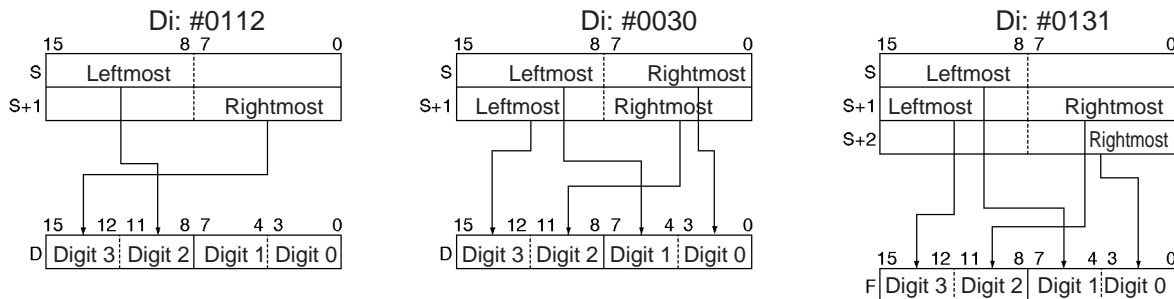 Di: #0112
15 8 7 0
S Leftmost
S+1 Rightmost
15 12 11 8 7 4 3 0
D Digit 3 Digit 2 Digit 1 Digit 0
Di: #0030
15 8 7 0
S Leftmost Rightmost
S+1 Leftmost Rightmost
15 12 11 8 7 4 3 0
D Digit 3 Digit 2 Digit 1 Digit 0
Di: #0131
15 8 7 0
S Leftmost
S+1 Leftmost Rightmost
S+2 Rightmost
15 12 11 8 7 4 3 0
F Digit 3 Digit 2 Digit 1 Digit 0